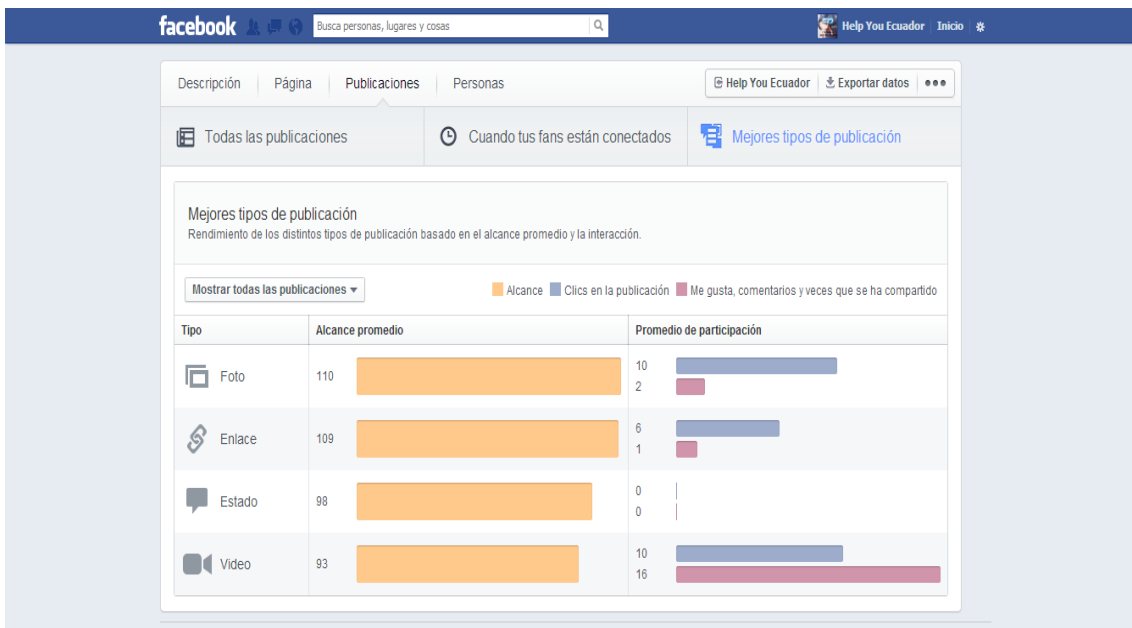 facebook Busca personas, lugares y cosas Help You Ecuador Inicio
Descripción Página Publicaciones Personas Help You Ecuador Exportar datos
Todas las publicaciones Cuando tus fans están conectados Mejores tipos de publicación
Mejores tipos de publicación
Rendimiento de los distintos tipos de publicación basado en el alcance promedio y la interacción.
Mostrar todas las publicaciones Alcance Clics en la publicación Me gusta, comentarios y veces que se ha compartido
Tipo Alcance promedio Promedio de participación
Foto 110 10
2
Enlace 109 6
1
Estado 98 0
0
Video 93 10
16